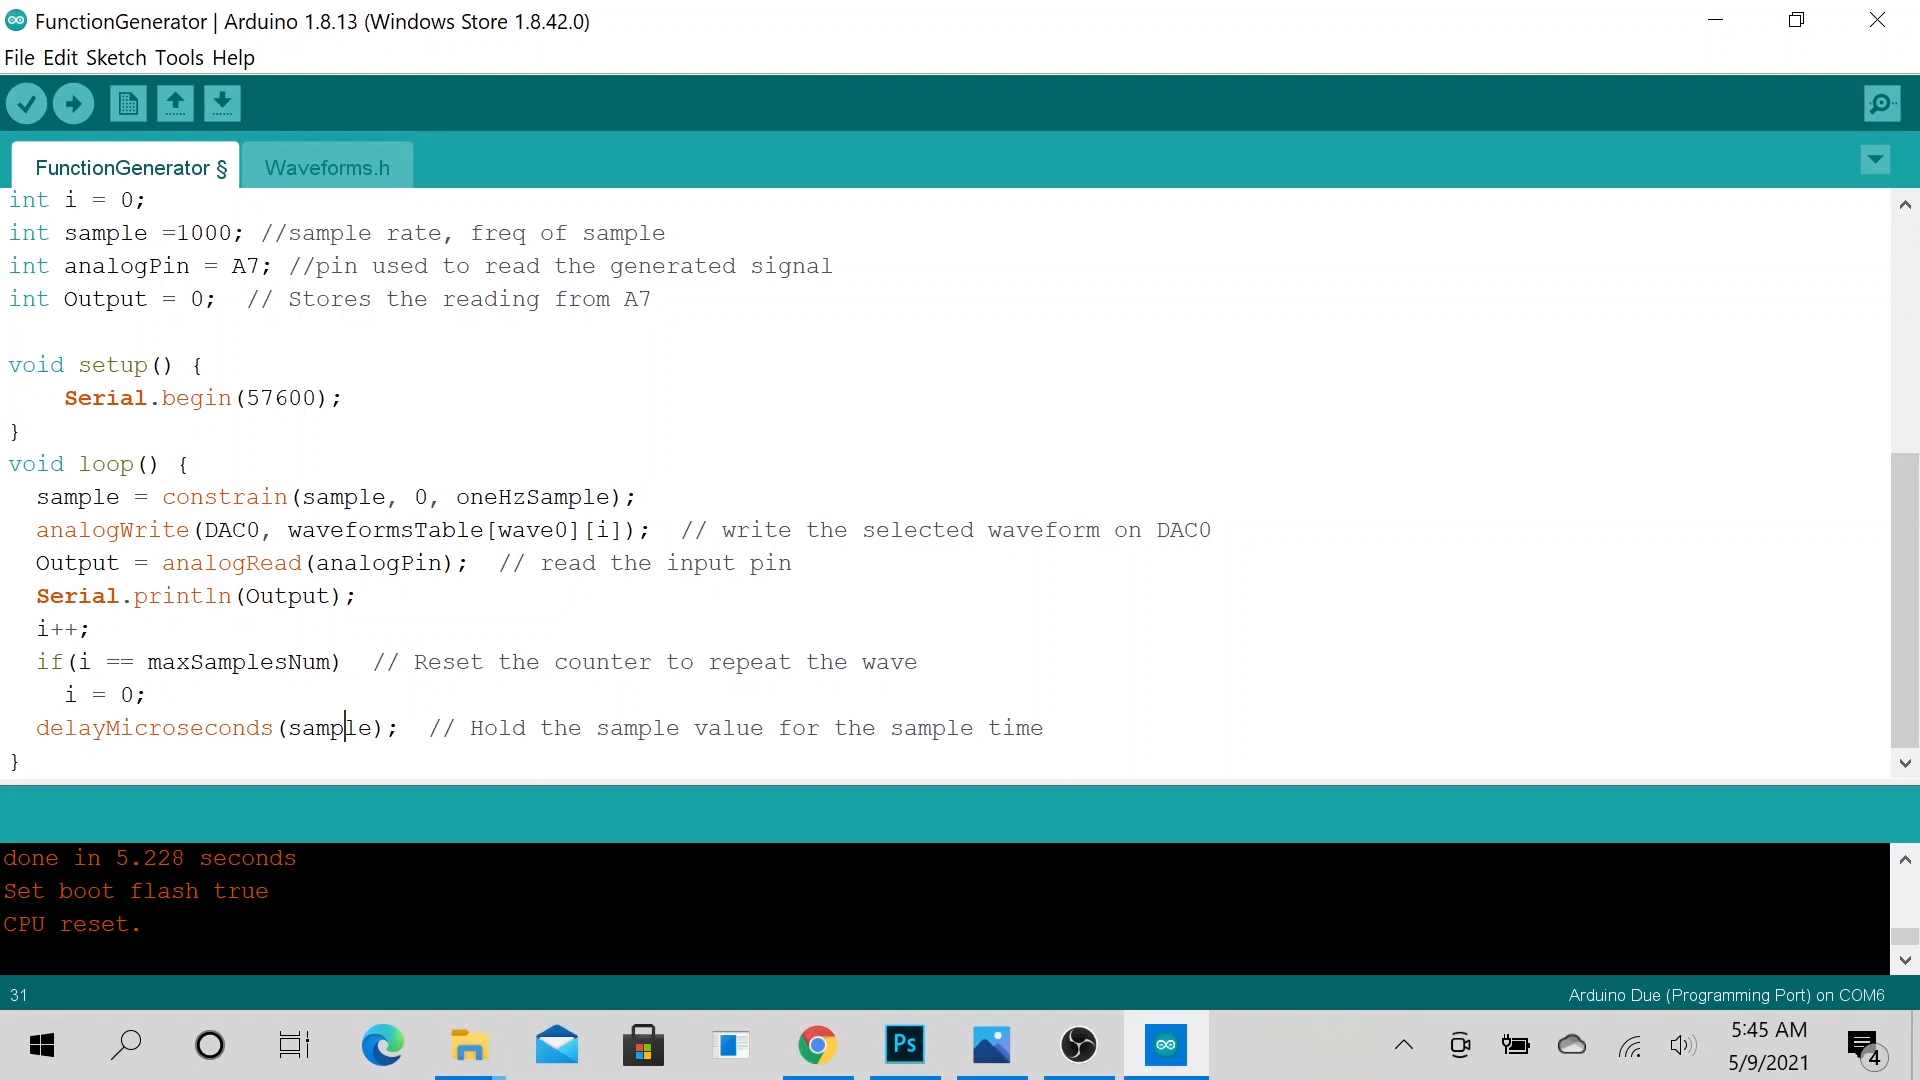 FunctionGenerator | Arduino 1.8.13 (Windows Store 1.8.42.0)
File Edit Sketch Tools Help
FunctionGenerator § Waveforms.h
int i = 0;
int sample =1000; //sample rate, freq of sample
int analogPin = A7; //pin used to read the generated signal
int Output = 0;  // Stores the reading from A7
void setup() {
    Serial.begin(57600);
}
void loop() {
  sample = constrain(sample, 0, oneHzSample);
  analogWrite(DAC0, waveformsTable[wave0][i]);  // write the selected waveform on DAC0
  Output = analogRead(analogPin);  // read the input pin
  Serial.println(Output);
  i++;
  if(i == maxSamplesNum)  // Reset the counter to repeat the wave
    i = 0;
  delayMicroseconds(sample);  // Hold the sample value for the sample time
}
done in 5.228 seconds
Set boot flash true
CPU reset.
31 Arduino Due (Programming Port) on COM6
Ps
5:45 AM
5/9/2021
4